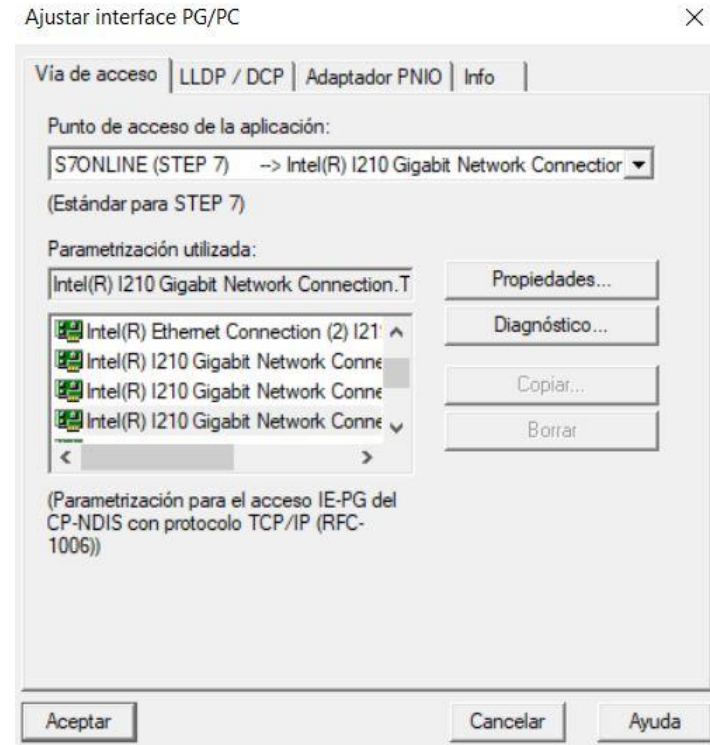 Ajustar interface PG/PC
Vía de acceso LLDP / DCP Adaptador PNIO Info
Punto de acceso de la aplicación:
S7ONLINE (STEP 7) --> Intel(R) I210 Gigabit Network Connection
(Estándar para STEP 7)
Parametrización utilizada:
Intel(R) I210 Gigabit Network Connection.T
Propiedades...
Intel(R) Ethernet Connection (2) I21
Diagnóstico...
Intel(R) I210 Gigabit Network Conne
Intel(R) I210 Gigabit Network Conne
Copiar...
Intel(R) I210 Gigabit Network Conne
Borrar
(Parametrización para el acceso IE-PG del
CP-NDIS con protocolo TCP/IP (RFC-
1006))
Aceptar Cancelar Ayuda